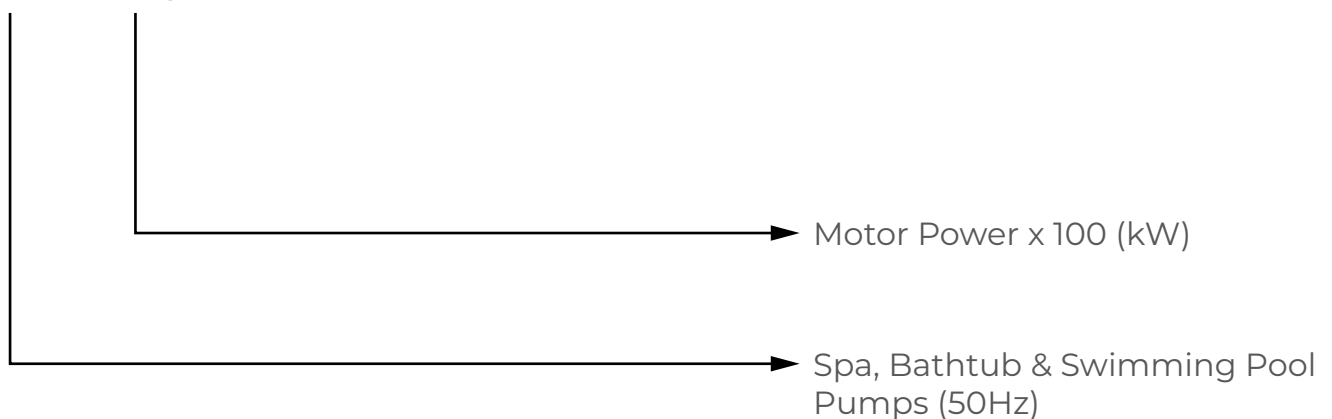 Motor Power x 100 (kW)
Spa, Bathtub & Swimming Pool
Pumps (50Hz)